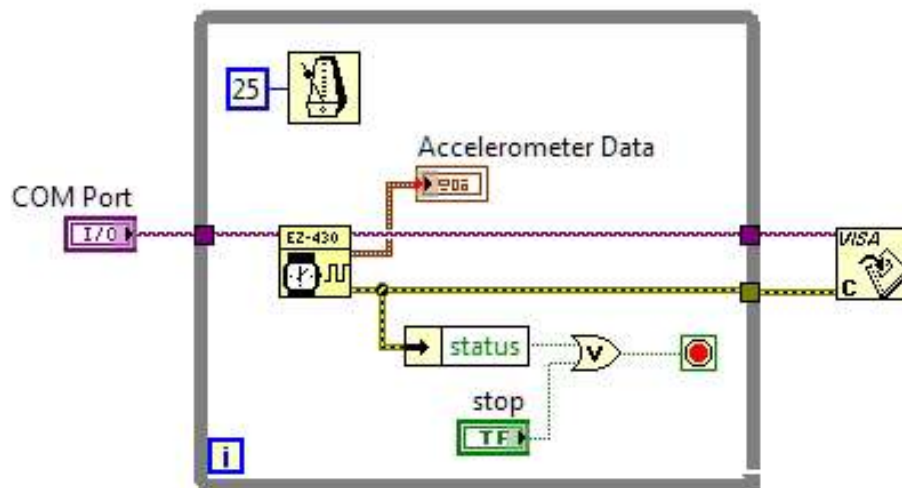 25
Accelerometer Data
COM Port
I/O
EZ-430
VISA
C
status
V
stop
TF
i